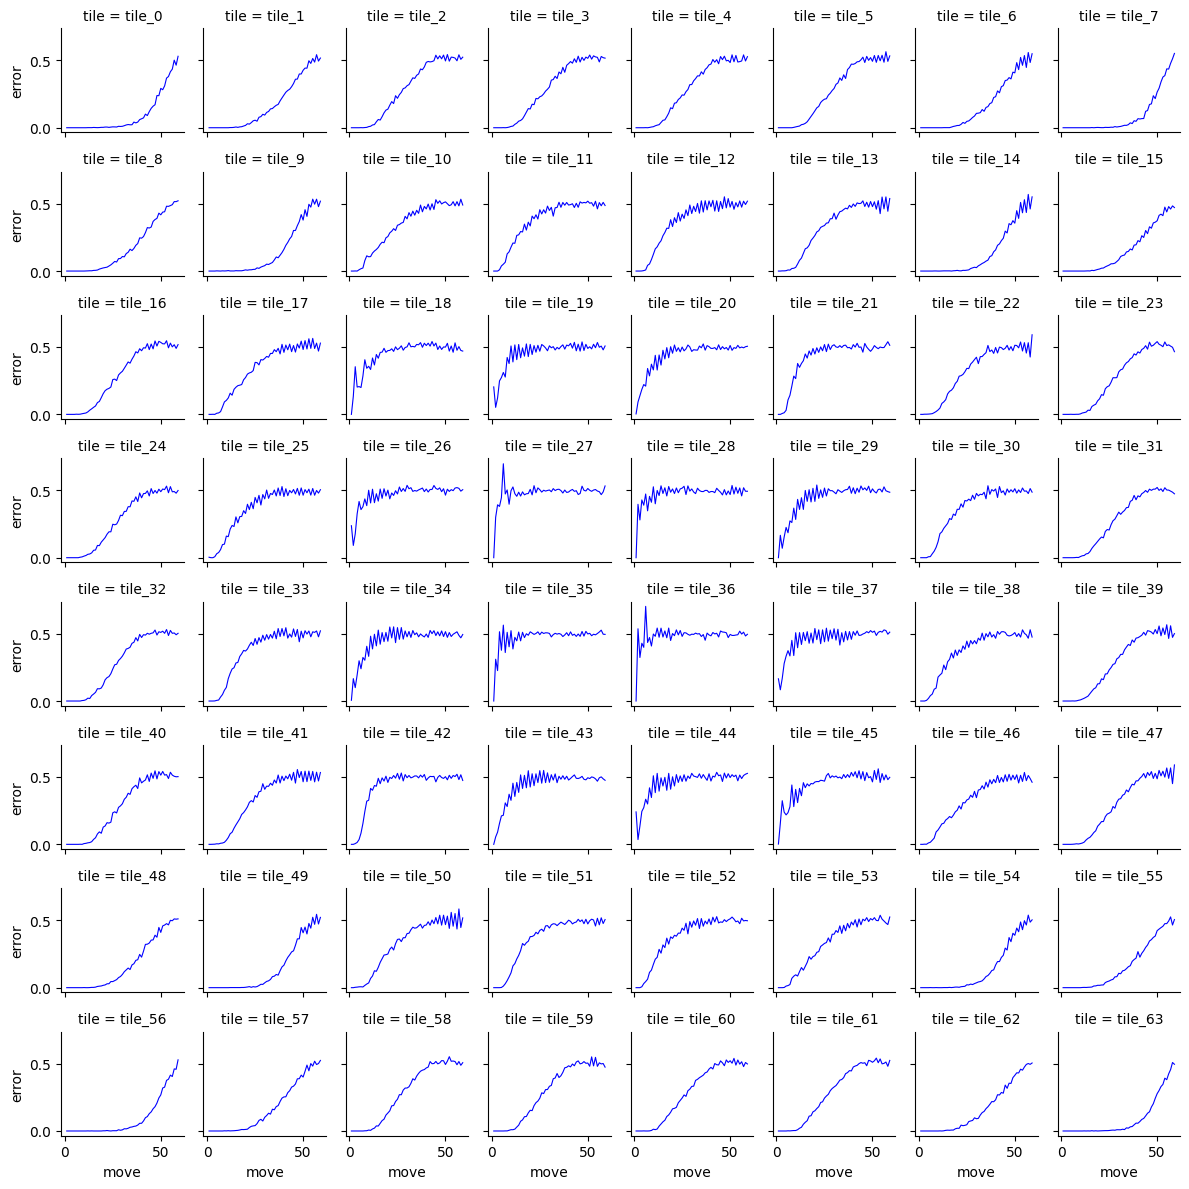 tile = tile_0 tile = tile_1 tile = tile_2 tile = tile_3 tile = tile_4 tile = tile_5 tile = tile_6 tile = tile_7
error 0.5 0.0
tile = tile_8 tile = tile_9 tile = tile_10 tile = tile_11 tile = tile_12 tile = tile_13 tile = tile_14 tile = tile_15
error 0.5 0.0
tile = tile_16 tile = tile_17 tile = tile_18 tile = tile_19 tile = tile_20 tile = tile_21 tile = tile_22 tile = tile_23
error 0.5 0.0
tile = tile_24 tile = tile_25 tile = tile_26 tile = tile_27 tile = tile_28 tile = tile_29 tile = tile_30 tile = tile_31
error 0.5 0.0
tile = tile_32 tile = tile_33 tile = tile_34 tile = tile_35 tile = tile_36 tile = tile_37 tile = tile_38 tile = tile_39
error 0.5 0.0
tile = tile_40 tile = tile_41 tile = tile_42 tile = tile_43 tile = tile_44 tile = tile_45 tile = tile_46 tile = tile_47
error 0.5 0.0
tile = tile_48 tile = tile_49 tile = tile_50 tile = tile_51 tile = tile_52 tile = tile_53 tile = tile_54 tile = tile_55
error 0.5 0.0
tile = tile_56 tile = tile_57 tile = tile_58 tile = tile_59 tile = tile_60 tile = tile_61 tile = tile_62 tile = tile_63
error 0.5 0.0
0 50 0 50 0 50 0 50 0 50 0 50 0 50 0 50
move move move move move move move move